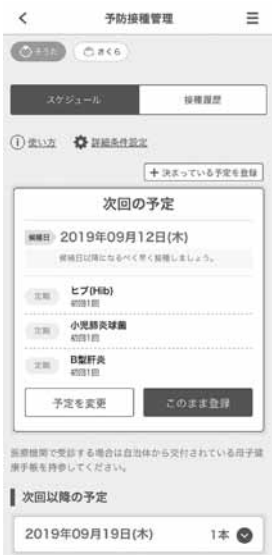 予防接種管理
そうた
さくら
スケジュール
接種履歴
使い方
詳細条件設定
+ 決まっている予定を登録
次回の予定
候補日
2019年09月12日(木)
候補日以降になるべく早く接種しましょう。
定期
ヒブ(Hib)
初回1回
定期
小児肺炎球菌
初回1回
定期
B型肝炎
初回1回
予定を変更
このまま登録
医療機関で受診する場合は自治体から交付されている母子健
康手帳を持参してください。
次回以降の予定
2019年09月19日(木)
1本